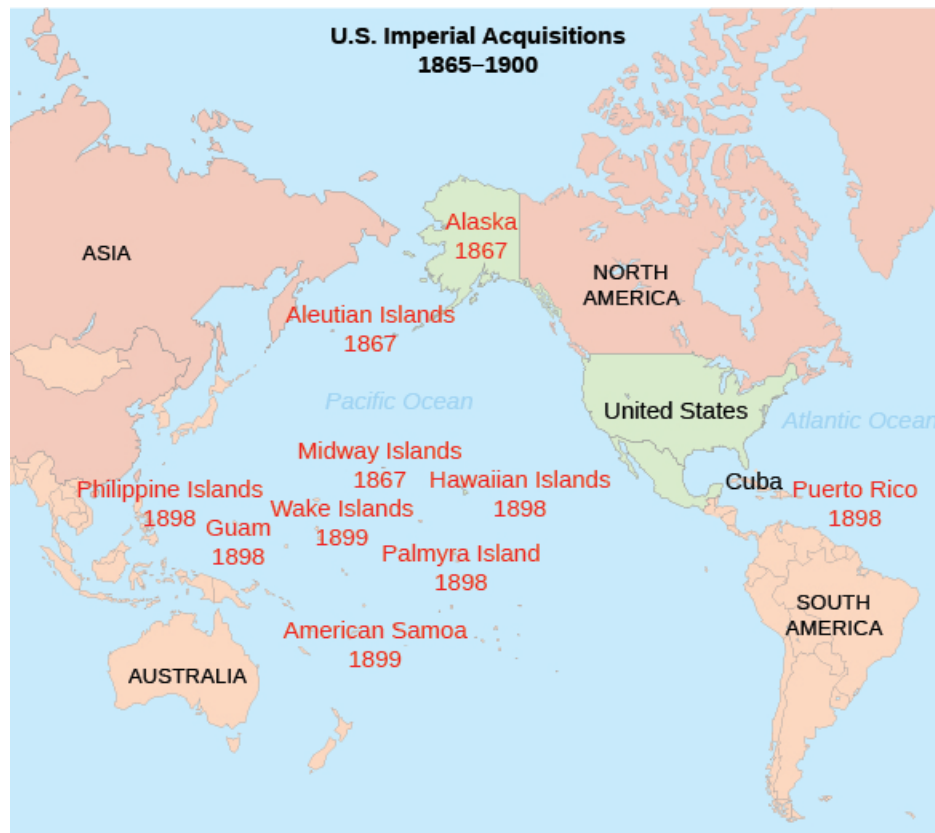 U.S. Imperial Acquisitions
1865–1900
Alaska
1867
ASIA
NORTH
AMERICA
Aleutian Islands
1867
Pacific Ocean
United States
Atlantic Ocean
Midway Islands
1867
Hawaiian Islands
1898
Cuba
Puerto Rico
1898
Philippine Islands
1898
Guam
1898
Wake Islands
1899
Palmyra Island
1898
SOUTH
AMERICA
American Samoa
1899
AUSTRALIA